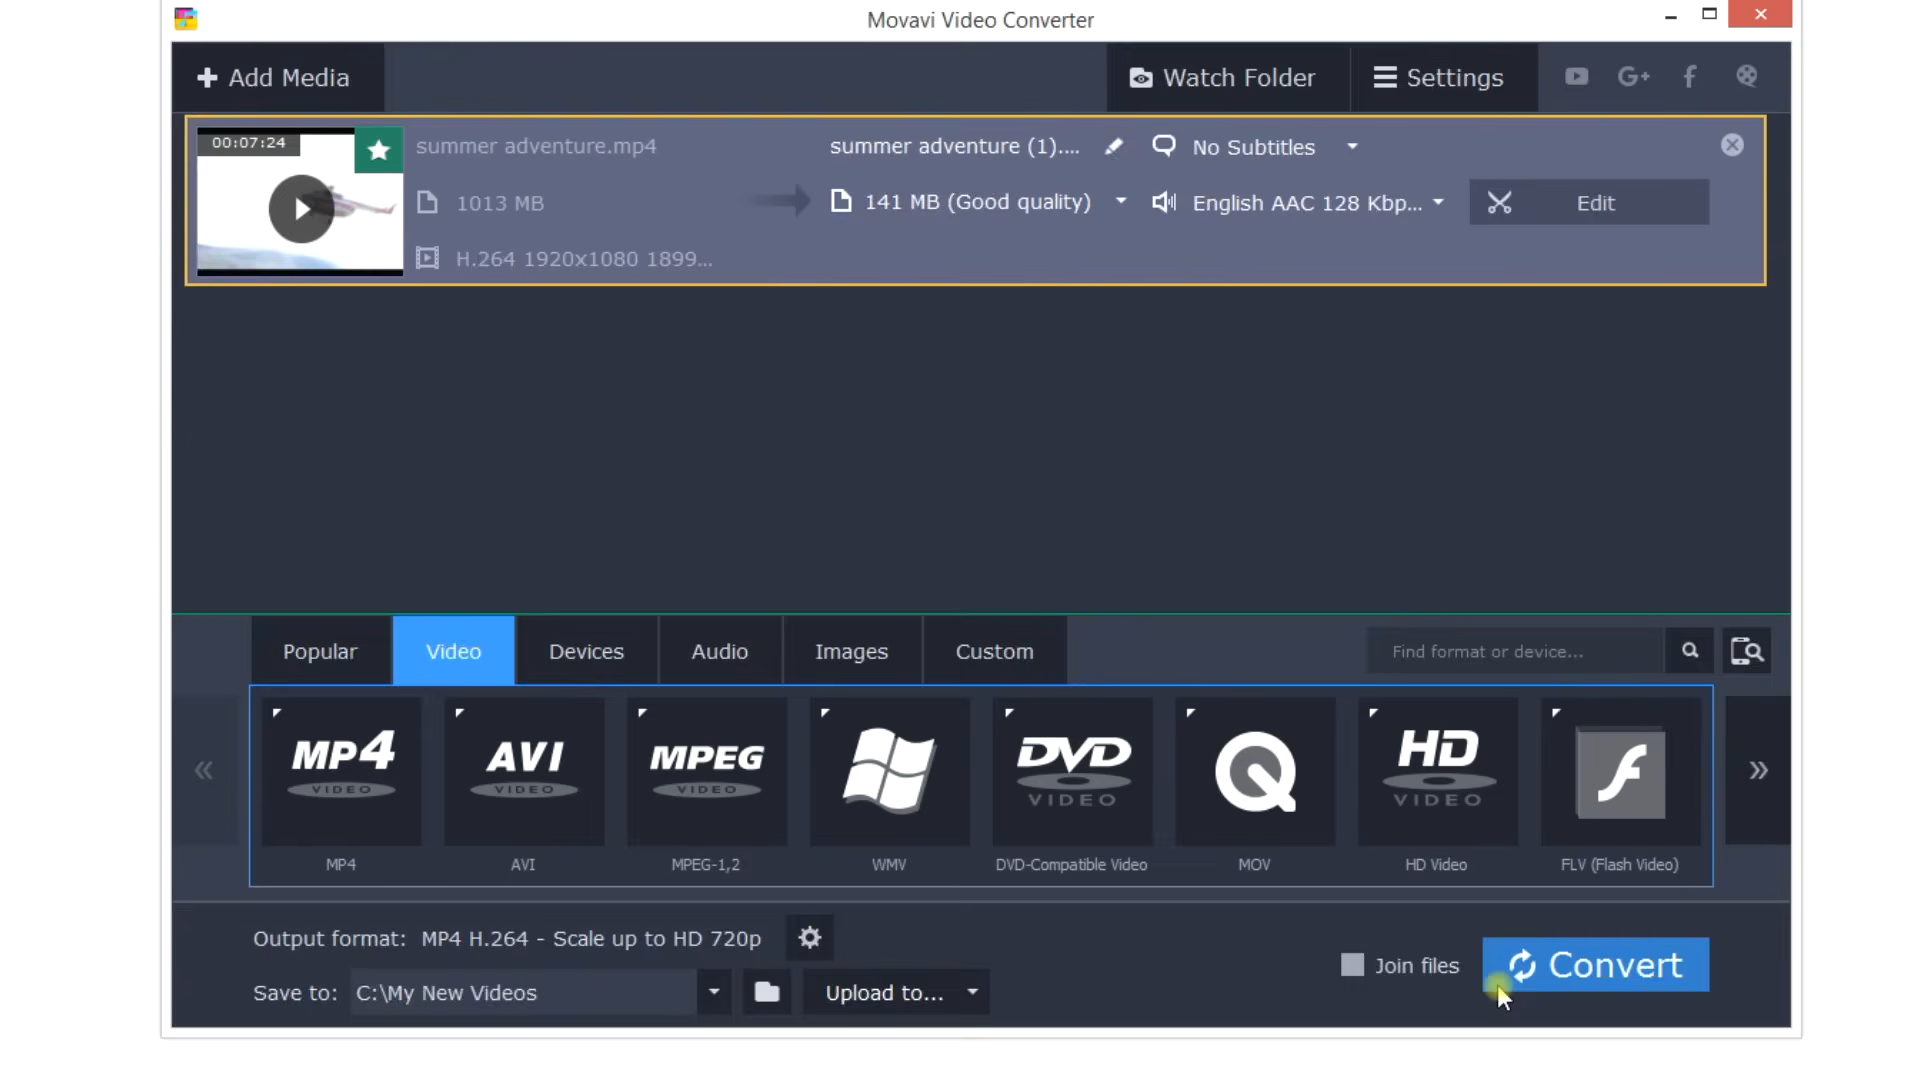 Movavi Video Converter
Add Media
Watch Folder
Settings
G+
f
00:07:24
summer adventure.mp4
summer adventure (1)....
No Subtitles
1013 MB
141 MB (Good quality)
English AAC 128 Kbp...
Edit
H.264 1920x1080 1899...
Popular
Video
Devices
Audio
Images
Custom
Find format or device...
MP4
VIDEO
AVI
VIDEO
MPEG
VIDEO
DVD
VIDEO
HD
VIDEO
MP4
AVI
MPEG-1,2
WMV
DVD-Compatible Video
MOV
HD Video
FLV (Flash Video)
Output format: MP4 H.264 - Scale up to HD 720p
Join files
Convert
Save to: C:\My New Videos
Upload to...